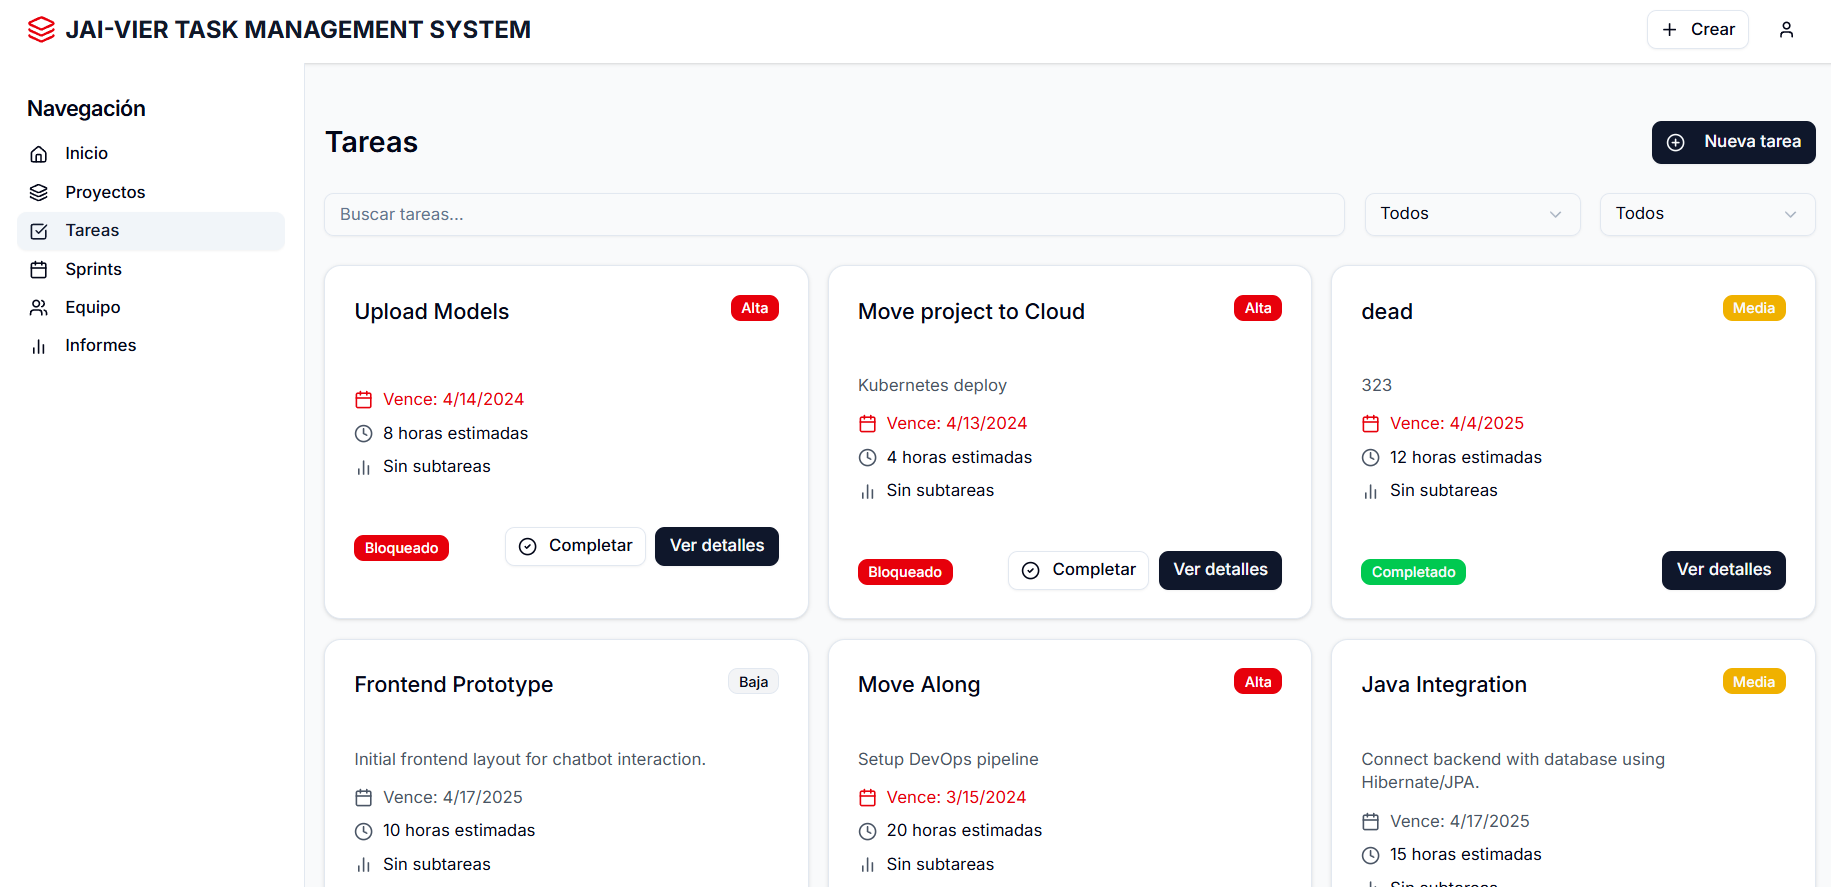 JAI-VIER TASK MANAGEMENT SYSTEM
Crear
Navegación
Inicio
Proyectos
Tareas
Sprints
Equipo
Informes
Tareas
Nueva tarea
Buscar tareas...
Todos
Todos
Upload Models
Alta
Vence: 4/14/2024
8 horas estimadas
Sin subtareas
Bloqueado
Completar
Ver detalles
Move project to Cloud
Alta
Kubernetes deploy
Vence: 4/13/2024
4 horas estimadas
Sin subtareas
Bloqueado
Completar
Ver detalles
dead
Media
323
Vence: 4/4/2025
12 horas estimadas
Sin subtareas
Completado
Ver detalles
Frontend Prototype
Baja
Initial frontend layout for chatbot interaction.
Vence: 4/17/2025
10 horas estimadas
Sin subtareas
Move Along
Alta
Setup DevOps pipeline
Vence: 3/15/2024
20 horas estimadas
Sin subtareas
Java Integration
Media
Connect backend with database using
Hibernate/JPA.
Vence: 4/17/2025
15 horas estimadas
Sin subtareas